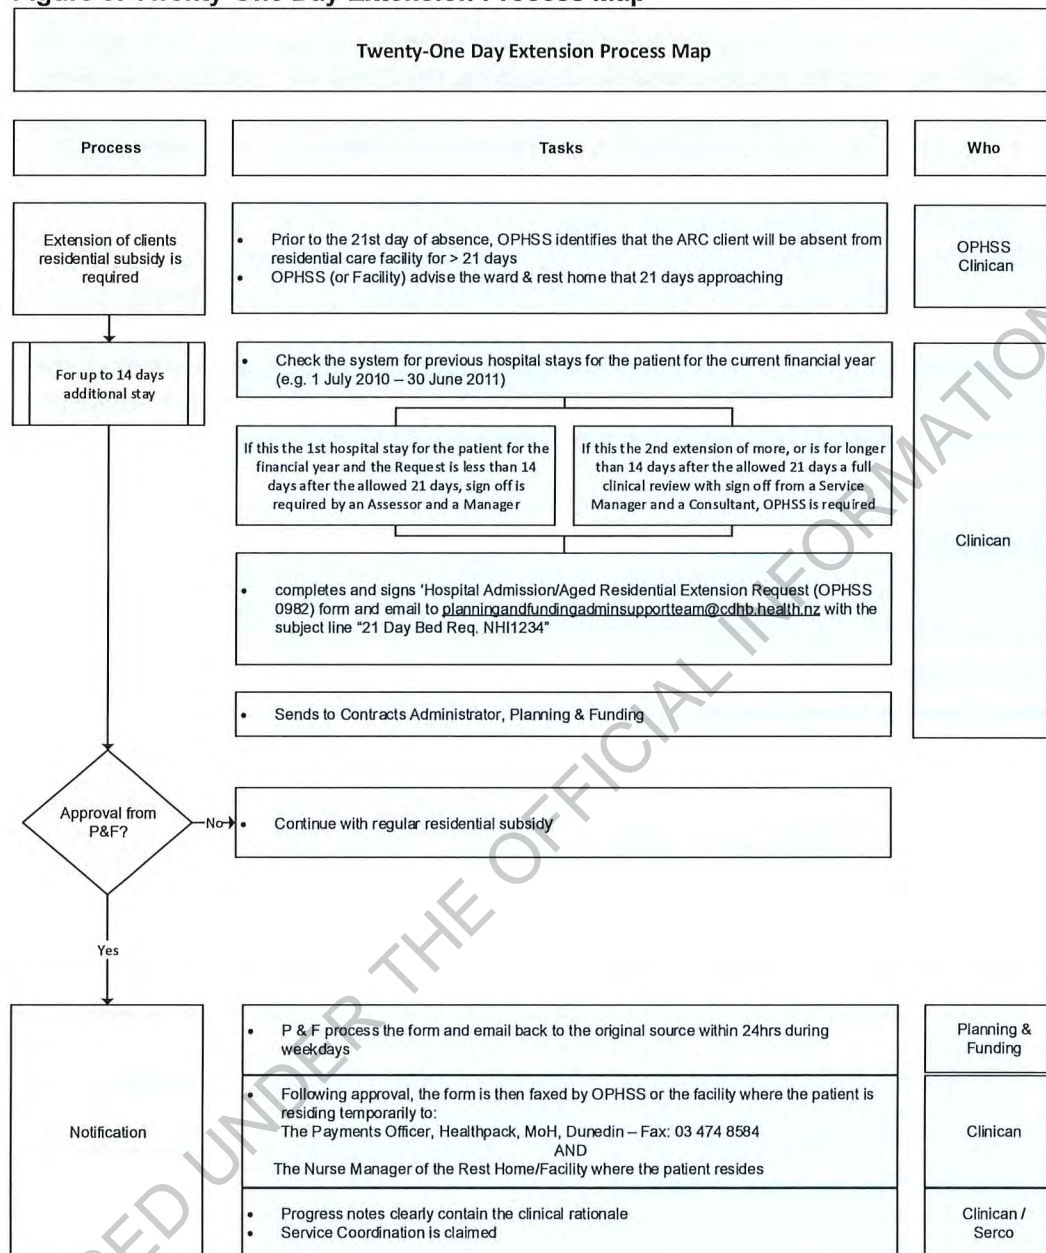 Twenty-One Day Extension Process Map
Process
Tasks
Who
Extension of clients
residential subsidy is
required
• Prior to the 21st day of absence, OPHSS identifies that the ARC client will be absent from
residential care facility for > 21 days
• OPHSS (or Facility) advise the ward & rest home that 21 days approaching
OPHSS
Clinican
For up to 14 days
additional stay
• Check the system for previous hospital stays for the patient for the current financial year
(e.g. 1 July 2010 – 30 June 2011)
If this the 1st hospital stay for the patient for the
financial year and the Request is less than 14
days after the allowed 21 days, sign off is
required by an Assessor and a Manager
If this the 2nd extension of more, or is for longer
than 14 days after the allowed 21 days a full
clinical review with sign off from a Service
Manager and a Consultant, OPHSS is required
Clinican
• completes and signs 'Hospital Admission/Aged Residential Extension Request (OPHSS
0982) form and email to planningandfundingadminsupportteam@cdhb.health.nz with the
subject line "21 Day Bed Req. NHI1234"
• Sends to Contracts Administrator, Planning & Funding
Approval from
P&F?
No
• Continue with regular residential subsidy
Yes
Notification
• P & F process the form and email back to the original source within 24hrs during
weekdays
Planning &
Funding
• Following approval, the form is then faxed by OPHSS or the facility where the patient is
residing temporarily to:
The Payments Officer, Healthpack, MoH, Dunedin – Fax: 03 474 8584
AND
The Nurse Manager of the Rest Home/Facility where the patient resides
Clinican
• Progress notes clearly contain the clinical rationale
• Service Coordination is claimed
Clinican /
Serco
UNDER THE OFFICIAL INFORMATION